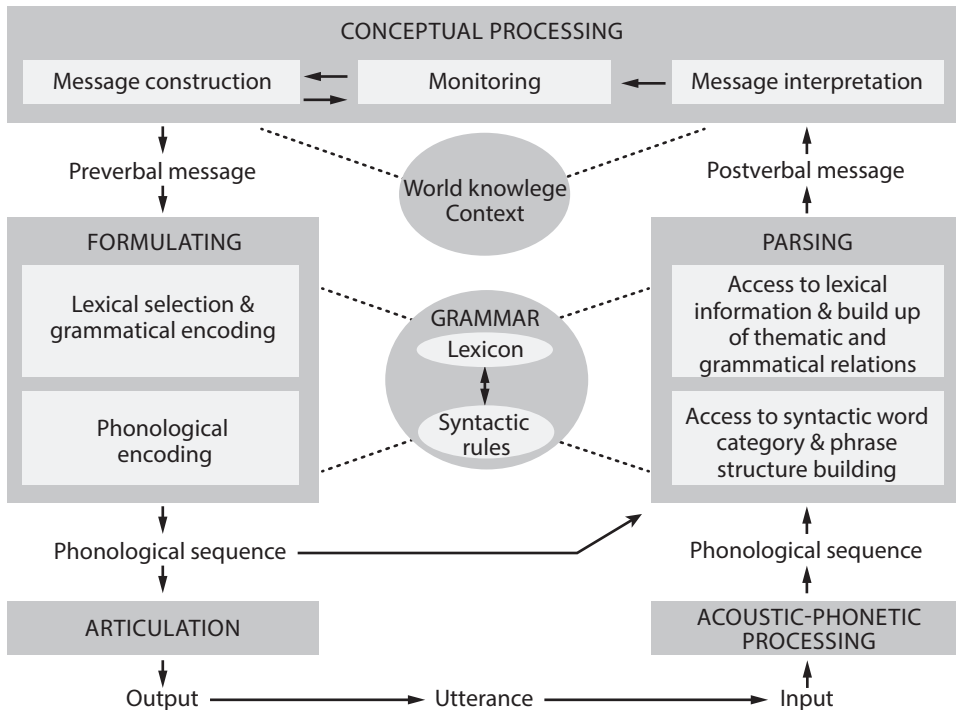 CONCEPTUAL PROCESSING
Message construction
Monitoring
Message interpretation
Preverbal message
World knowlege
Context
Postverbal message
FORMULATING
Lexical selection &
grammatical encoding
Phonological
encoding
GRAMMAR
Lexicon
Syntactic
rules
PARSING
Access to lexical
information & build up
of thematic and
grammatical relations
Access to syntactic word
category & phrase
structure building
Phonological sequence
Phonological sequence
ARTICULATION
ACOUSTIC-PHONETIC
PROCESSING
Output
Utterance
Input